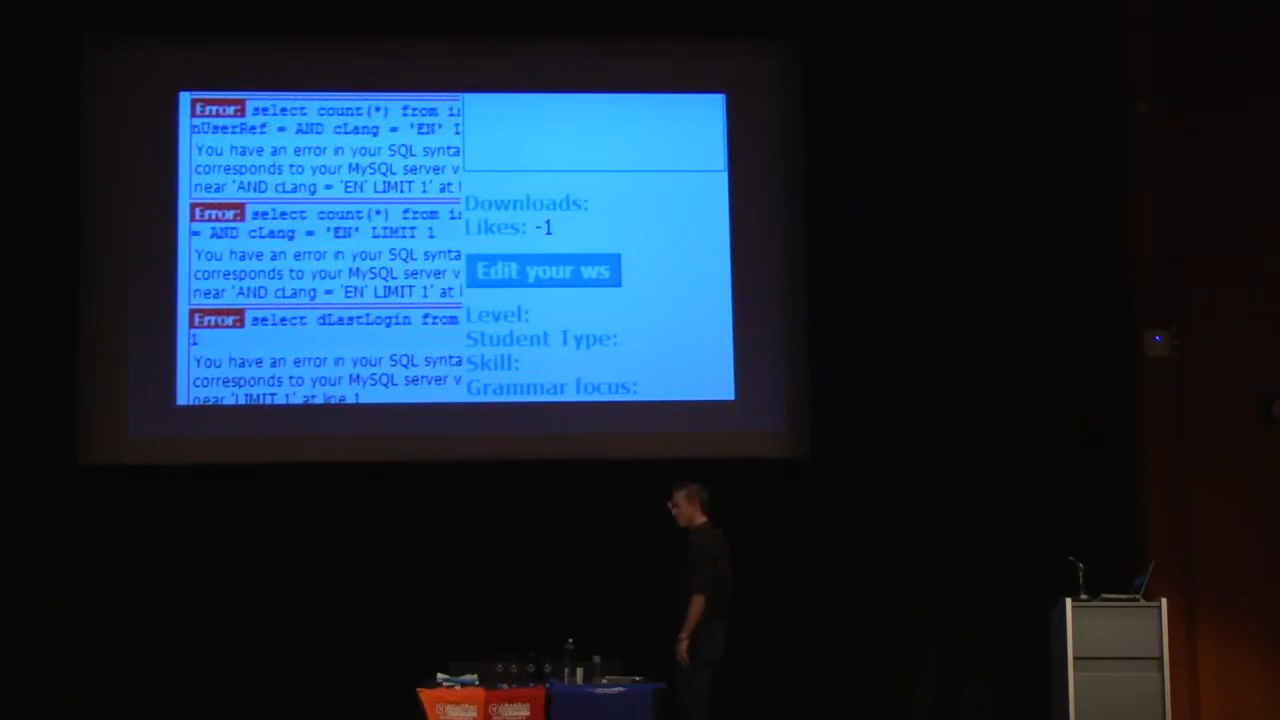 Error: select count(*) from i
nUserRef = AND cLang = 'EN' L
You have an error in your SQL synta
corresponds to your MySQL server v
near 'AND cLang = 'EN' LIMIT 1' at l
Error: select count(*) from i
= AND cLang = 'EN' LIMIT 1
You have an error in your SQL synta
corresponds to your MySQL server v
near 'AND cLang = 'EN' LIMIT 1' at l
Error: select dLastLogin from
1
You have an error in your SQL synta
corresponds to your MySQL server v
near 'LIMIT 1' at line 1
Downloads:
Likes: -1
Edit your ws
Level:
Student Type:
Skill:
Grammar focus: